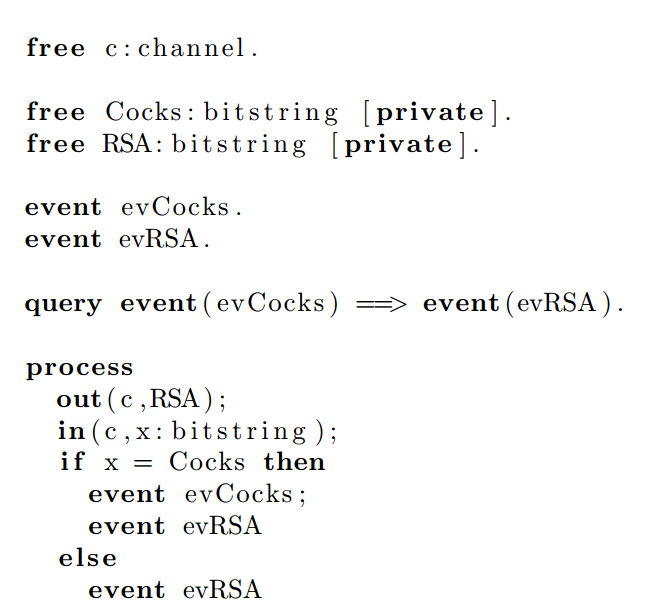 free c:channel.
free Cocks:bitstring [private].
free RSA:bitstring [private].
event evCocks.
event evRSA.
query event(evCocks) ==> event(evRSA).
process
out(c,RSA);
in(c,x:bitstring);
if x = Cocks then
event evCocks;
event evRSA
else
event evRSA